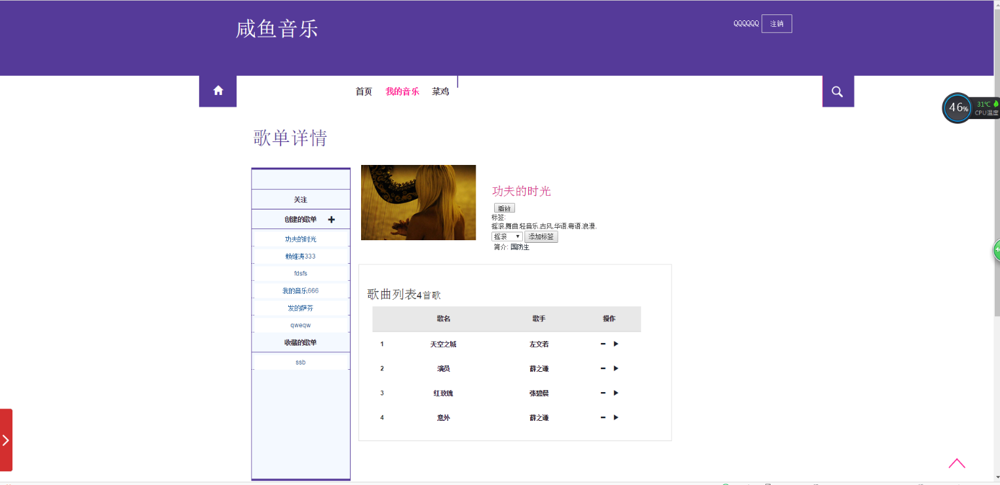 咸鱼音乐
QQQQQQ 注销
首页 我的音乐 菜鸡
46%
31℃
CPU温度
歌单详情
关注
创建的歌单
功夫的时光
赖维涛333
fdsfs
我的音乐666
发的萨芬
qweqw
收藏的歌单
ssb
功夫的时光
播放
标签:
摇滚,舞曲,轻音乐,古风,华语,粤语,浪漫,
摇滚 添加标签
简介: 国防生
歌曲列表4首歌
歌名 歌手 操作
1 天空之城 左文若
2 演员 薛之谦
3 红玫瑰 张碧晨
4 意外 薛之谦